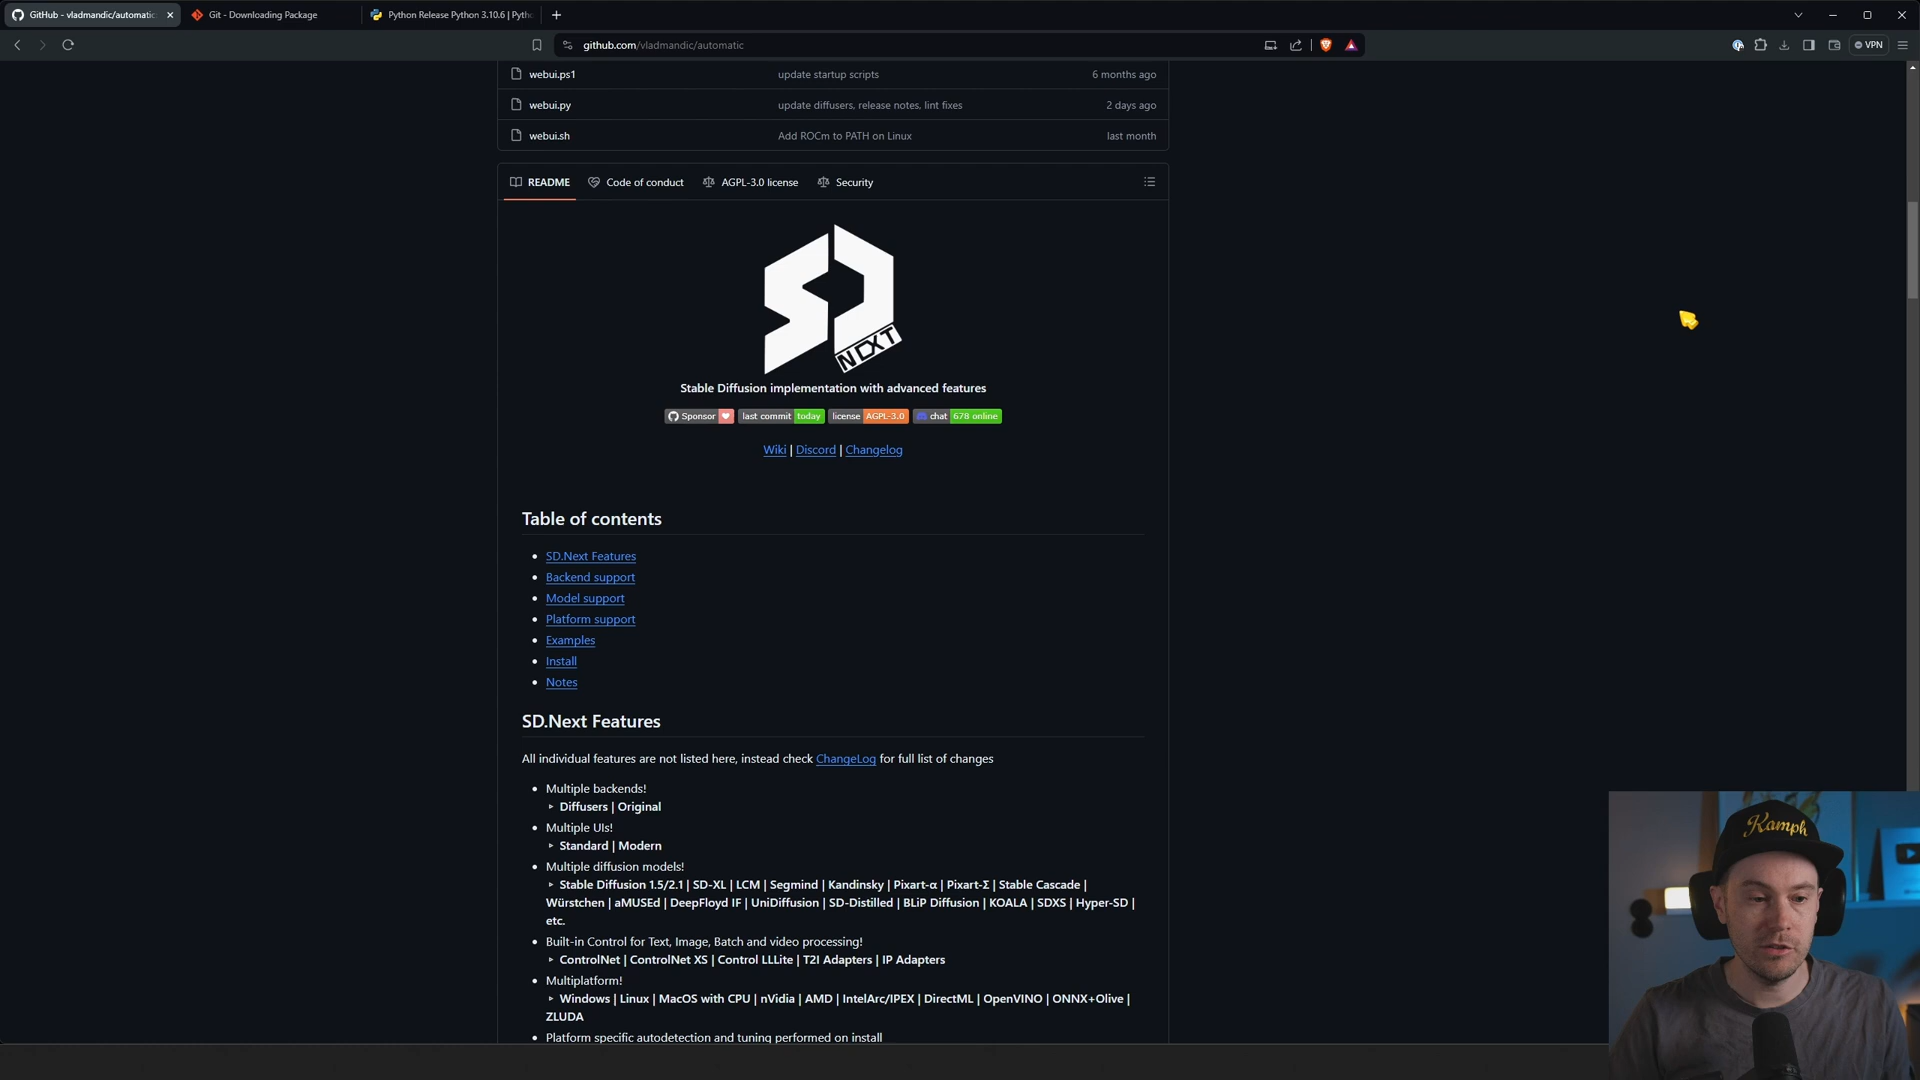 GitHub - vladmandic/automatic
Git - Downloading Package
Python Release Python 3.10.6 | Pyth
github.com/vladmandic/automatic
VPN
webui.ps1
update startup scripts
6 months ago
webui.py
update diffusers, release notes, lint fixes
2 days ago
webui.sh
Add ROCm to PATH on Linux
last month
README
Code of conduct
AGPL-3.0 license
Security
SD
NEXT
Stable Diffusion implementation with advanced features
Sponsor
last commit today
license AGPL-3.0
chat 678 online
Wiki | Discord | Changelog
Table of contents
• SD.Next Features
• Backend support
• Model support
• Platform support
• Examples
• Install
• Notes
SD.Next Features
All individual features are not listed here, instead check ChangeLog for full list of changes
• Multiple backends!
▸ Diffusers | Original
• Multiple UIs!
▸ Standard | Modern
• Multiple diffusion models!
▸ Stable Diffusion 1.5/2.1 | SD-XL | LCM | Segmind | Kandinsky | Pixart-α | Pixart-Σ | Stable Cascade |
Würstchen | aMUSEd | DeepFloyd IF | UniDiffusion | SD-Distilled | BLiP Diffusion | KOALA | SDXS | Hyper-SD |
etc.
• Built-in Control for Text, Image, Batch and video processing!
▸ ControlNet | ControlNet XS | Control LLLite | T2I Adapters | IP Adapters
• Multiplatform!
▸ Windows | Linux | MacOS with CPU | nVidia | AMD | IntelArc/IPEX | DirectML | OpenVINO | ONNX+Olive |
ZLUDA
• Platform specific autodetection and tuning performed on install
Kamph